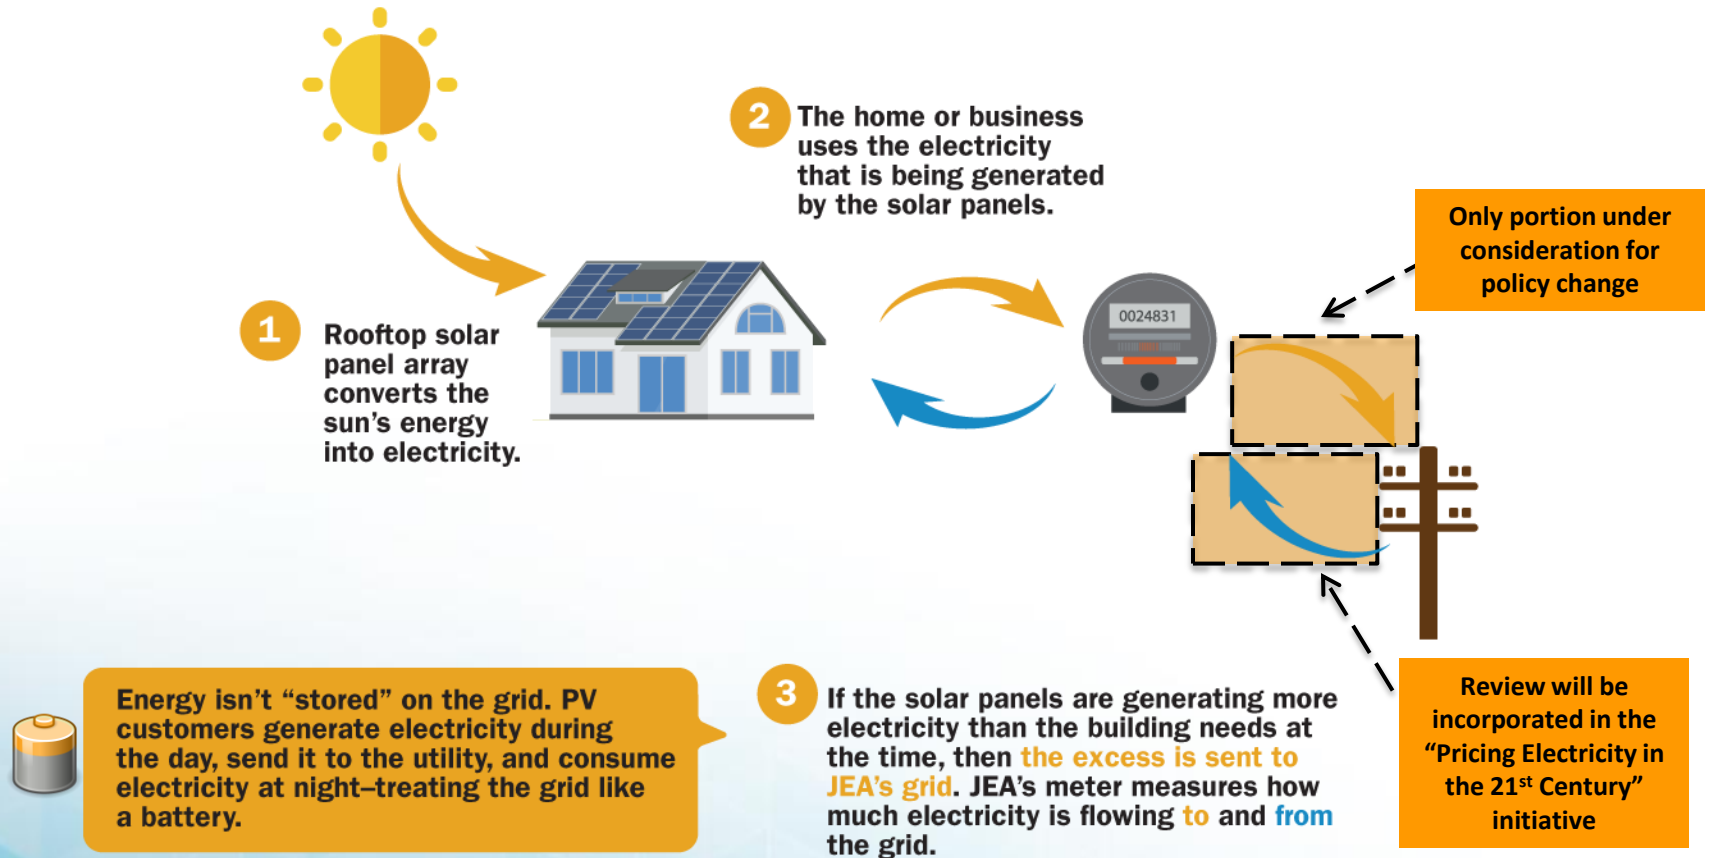 2
The home or business
uses the electricity
that is being generated
by the solar panels.
Only portion under
consideration for
policy change
1
Rooftop solar
panel array
converts the
sun’s energy
into electricity.
0024831
Energy isn’t “stored” on the grid. PV
customers generate electricity during
the day, send it to the utility, and consume
electricity at night–treating the grid like
a battery.
3
If the solar panels are generating more
electricity than the building needs at
the time, then the excess is sent to
JEA’s grid. JEA’s meter measures how
much electricity is flowing to and from
the grid.
Review will be
incorporated in the
“Pricing Electricity in
the 21st Century”
initiative